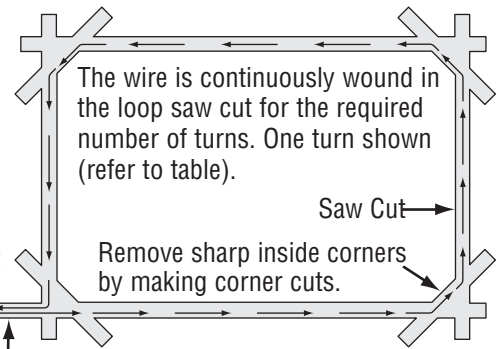 The wire is continuously wound in
the loop saw cut for the required
number of turns. One turn shown
(refer to table).
Saw Cut
Remove sharp inside corners
by making corner cuts.